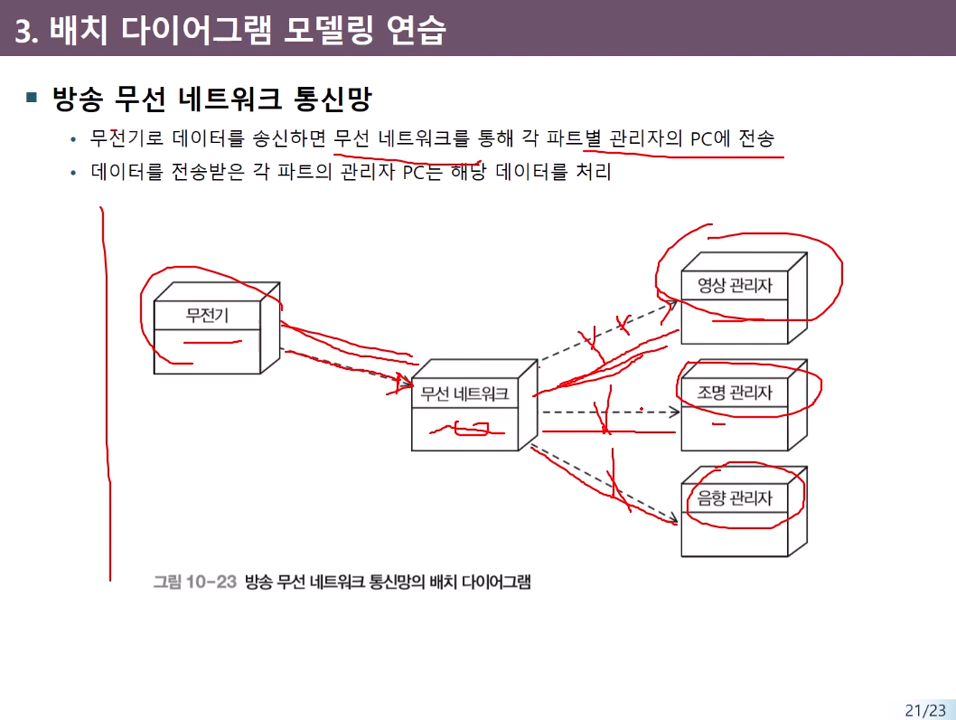 3. 배치 다이어그램 모델링 연습
방송 무선 네트워크 통신망
무전기로 데이터를 송신하면 무선 네트워크를 통해 각 파트별 관리자의 PC에 전송
데이터를 전송받은 각 파트의 관리자 PC는 해당 데이터를 처리
영상 관리자
무전기
무선 네트워크
조명 관리자
음향 관리자
그림 10-23 방송 무선 네트워크 통신망의 배치 다이어그램
21/23